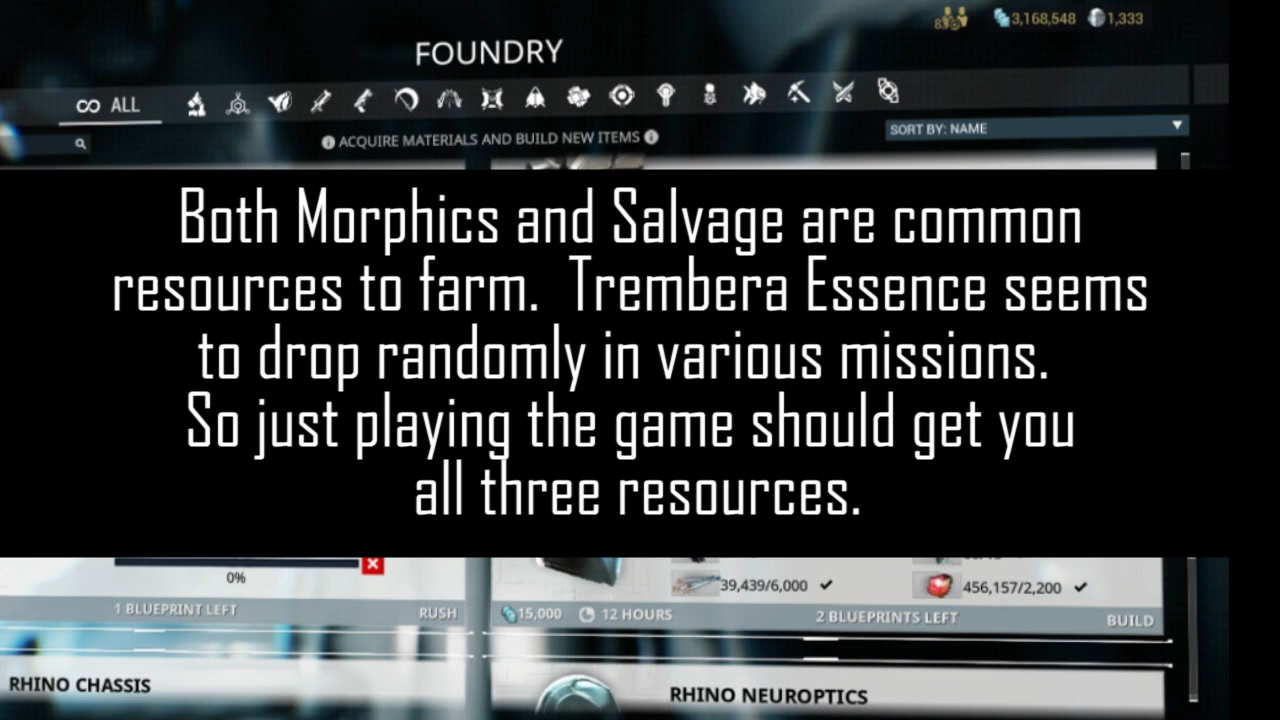 3,168,548 1,333
FOUNDRY
ALL
ACQUIRE MATERIALS AND BUILD NEW ITEMS
SORT BY: NAME
Both Morphics and Salvage are common
resources to farm. Trembera Essence seems
to drop randomly in various missions.
So just playing the game should get you
all three resources.
0%
39,439/6,000
456,157/2,200
1 BLUEPRINT LEFT
RUSH
15,000
12 HOURS
2 BLUEPRINTS LEFT
BUILD
RHINO CHASSIS
RHINO NEUROPTICS